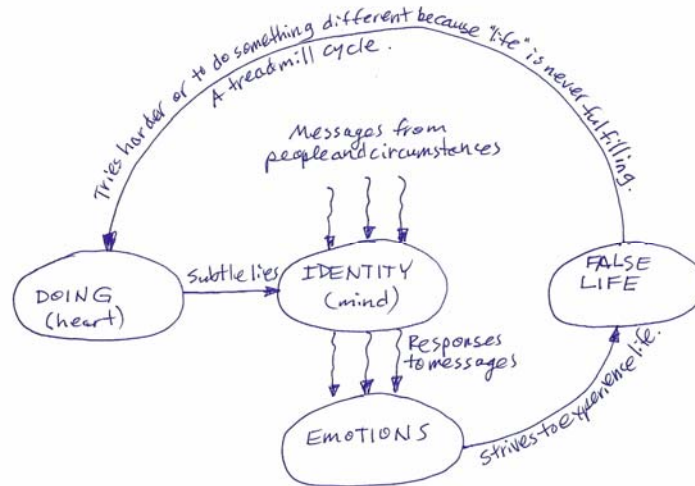 Tries harder or to do something different because "life" is never fulfilling.
A treadmill cycle.
Messages from
people and circumstances
subtle lies
DOING
(heart)
IDENTITY
(mind)
FALSE
LIFE
Responses
to messages
EMOTIONS
Strives to experience life.